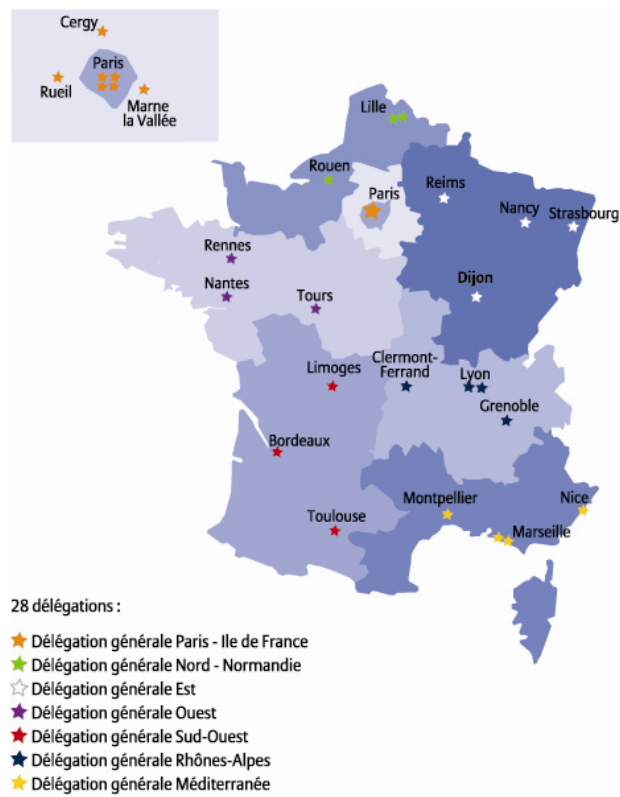 Cergy
Paris
Rueil
Marne
la Vallée
Lille
Rouen
Paris
Reims
Nancy
Strasbourg
Rennes
Nantes
Tours
Dijon
Limoges
Clermont-
Ferrand
Lyon
Grenoble
Bordeaux
Toulouse
Montpellier
Nice
Marseille
28 délégations :
Délégation générale Paris - Ile de France
Délégation générale Nord - Normandie
Délégation générale Est
Délégation générale Ouest
Délégation générale Sud-Ouest
Délégation générale Rhônes-Alpes
Délégation générale Méditerranée